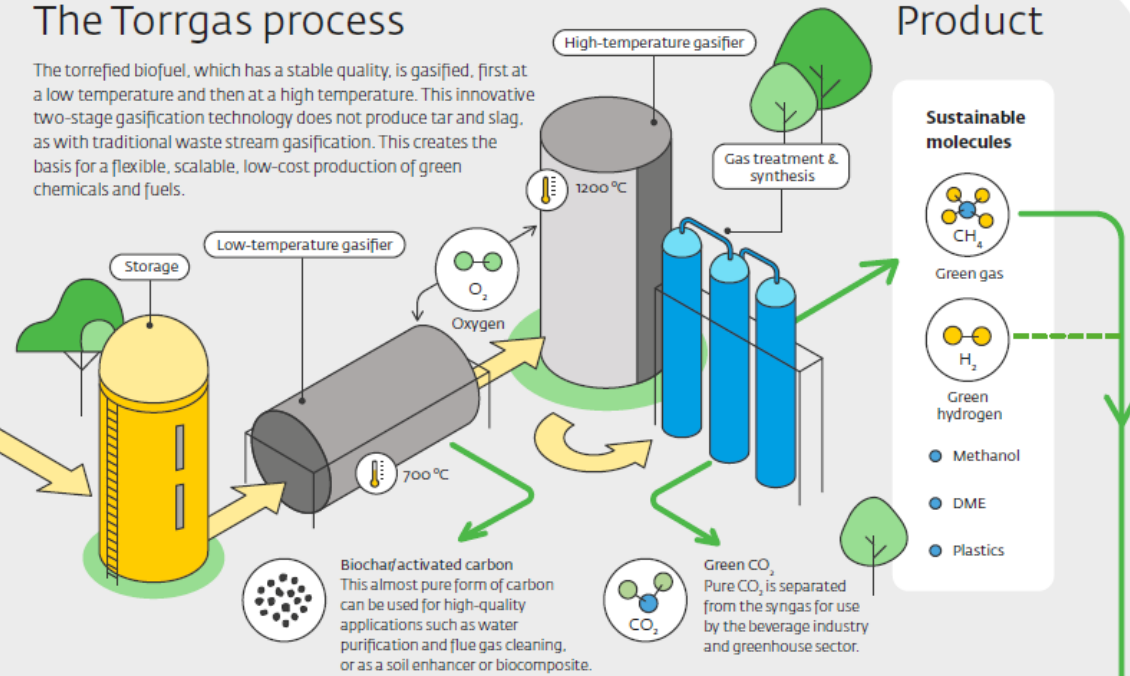 The Torrgas process
The torrefied biofuel, which has a stable quality, is gasified, first at
a low temperature and then at a high temperature. This innovative
two-stage gasification technology does not produce tar and slag,
as with traditional waste stream gasification. This creates the
basis for a flexible, scalable, low-cost production of green
chemicals and fuels.
High-temperature gasifier
1200 °C
Gas treatment &
synthesis
Low-temperature gasifier
Storage
O₂
Oxygen
700 °C
Biochar/activated carbon
This almost pure form of carbon
can be used for high-quality
applications such as water
purification and flue gas cleaning,
or as a soil enhancer or biocomposite.
CO₂
Green CO₂
Pure CO₂ is separated
from the syngas for use
by the beverage industry
and greenhouse sector.
Product
Sustainable
molecules
CH₄
Green gas
H₂
Green
hydrogen
Methanol
DME
Plastics